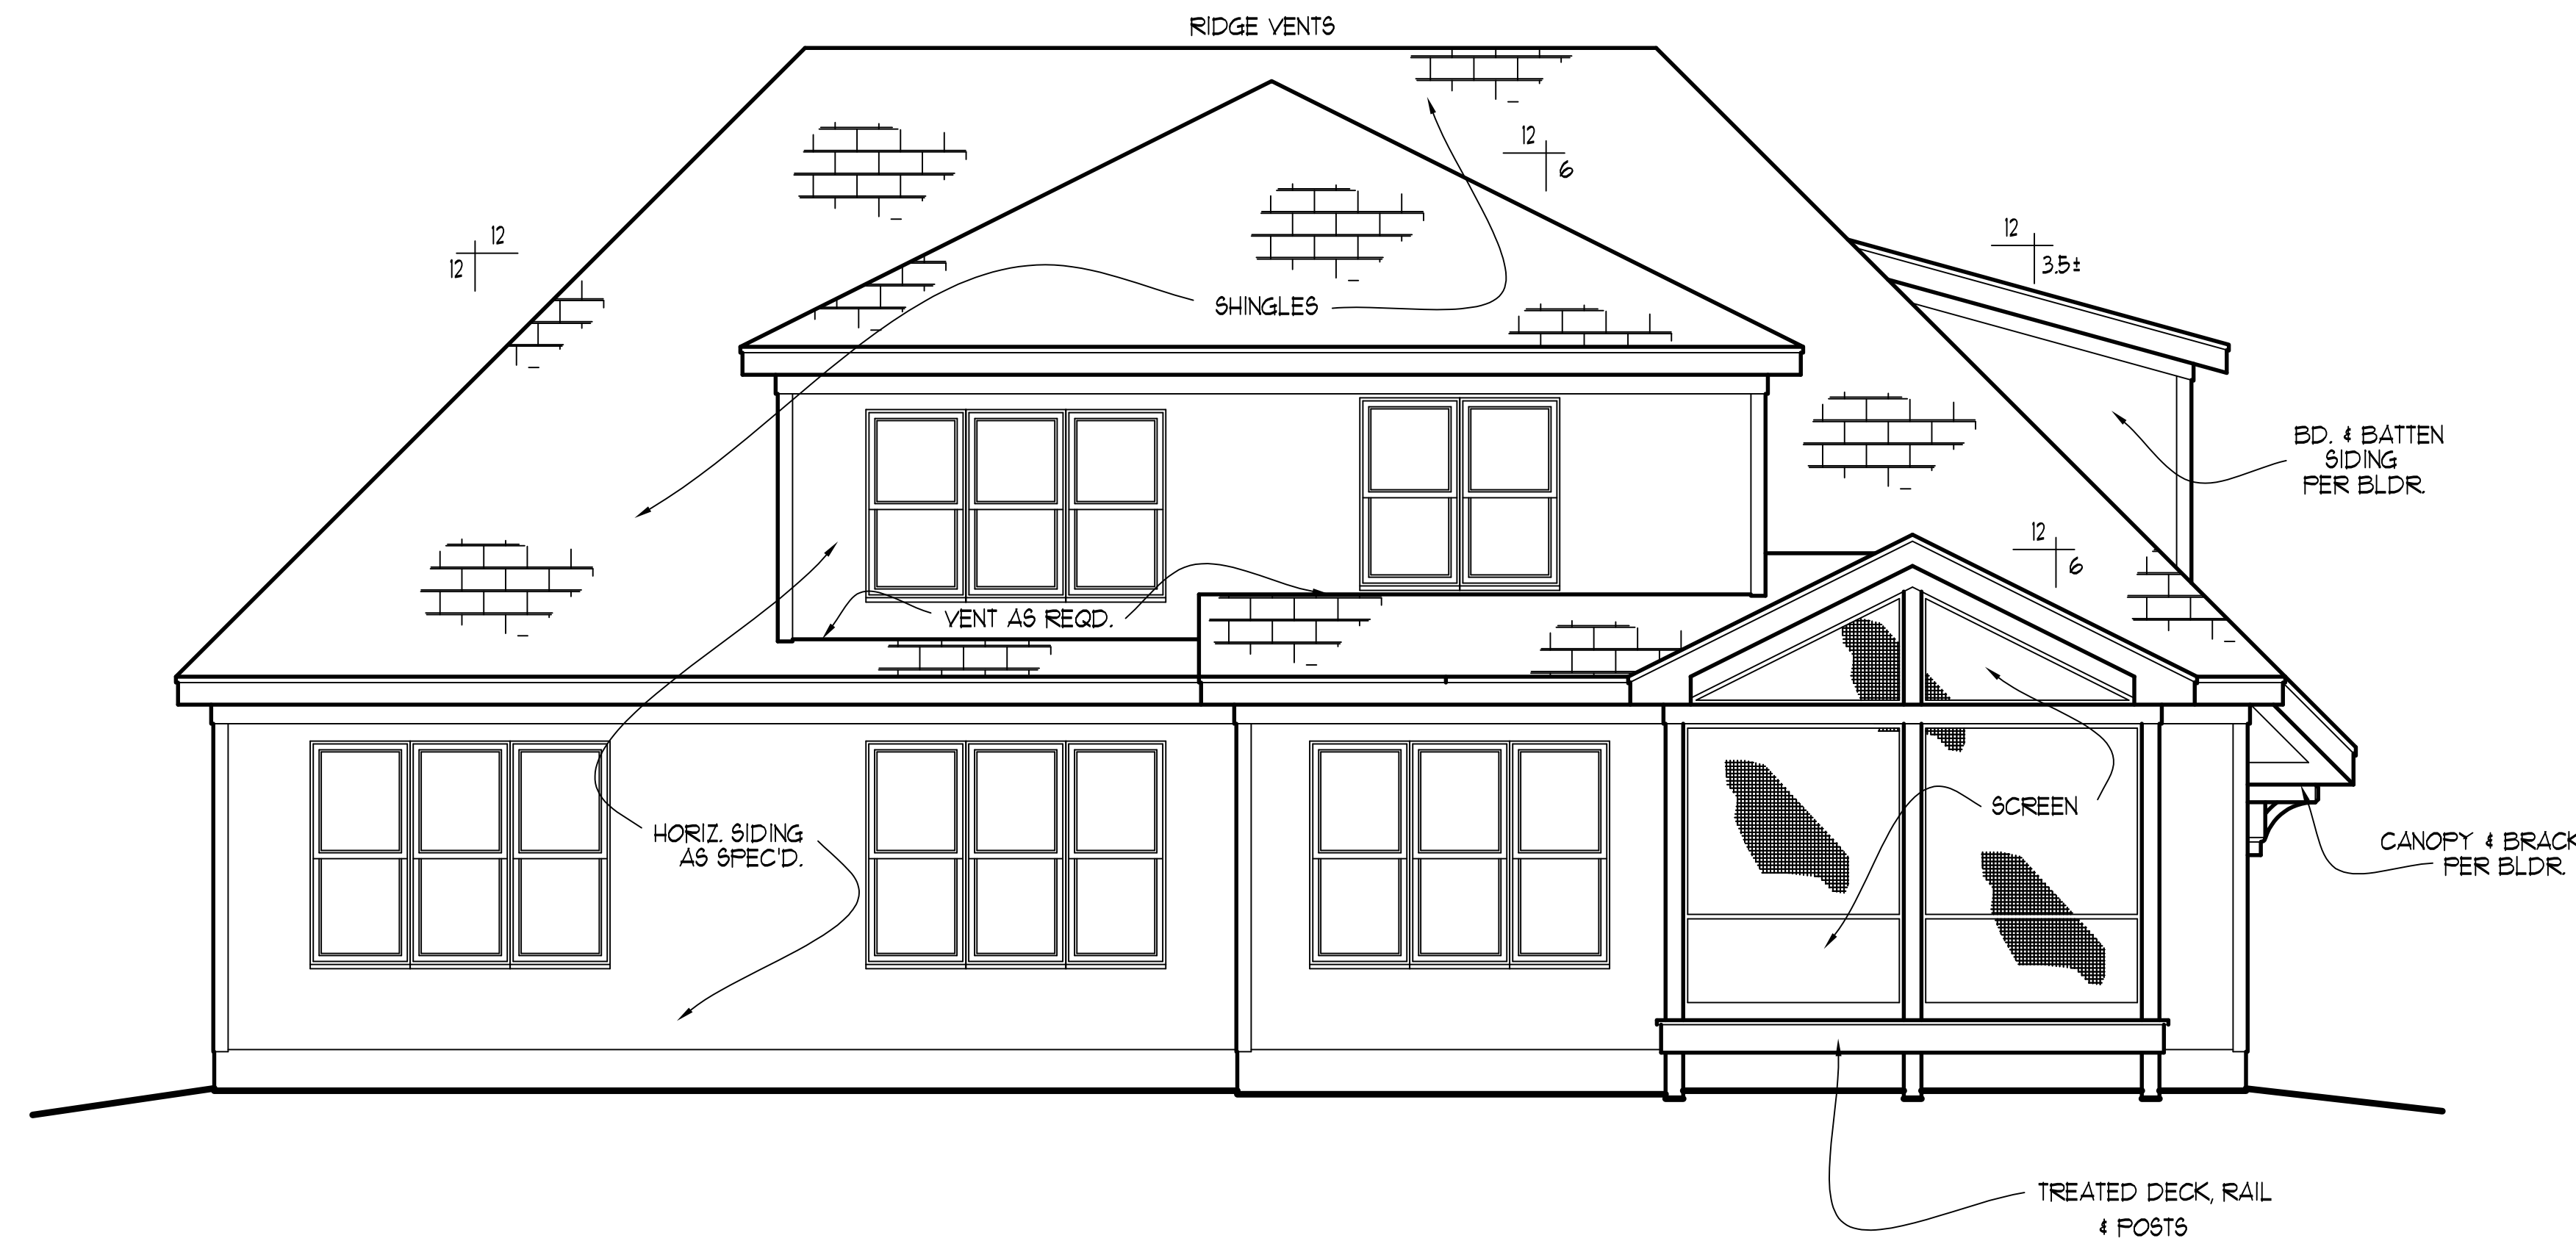 RIDGE VENTS
12
6
12
12
12
3.5±
SHINGLES
BD. & BATTEN
SIDING
PER BLDR.
12
6
VENT AS REQD.
SCREEN
HORIZ. SIDING
AS SPEC'D.
CANOPY & BRACK
PER BLDR.
TREATED DECK, RAIL
& POSTS